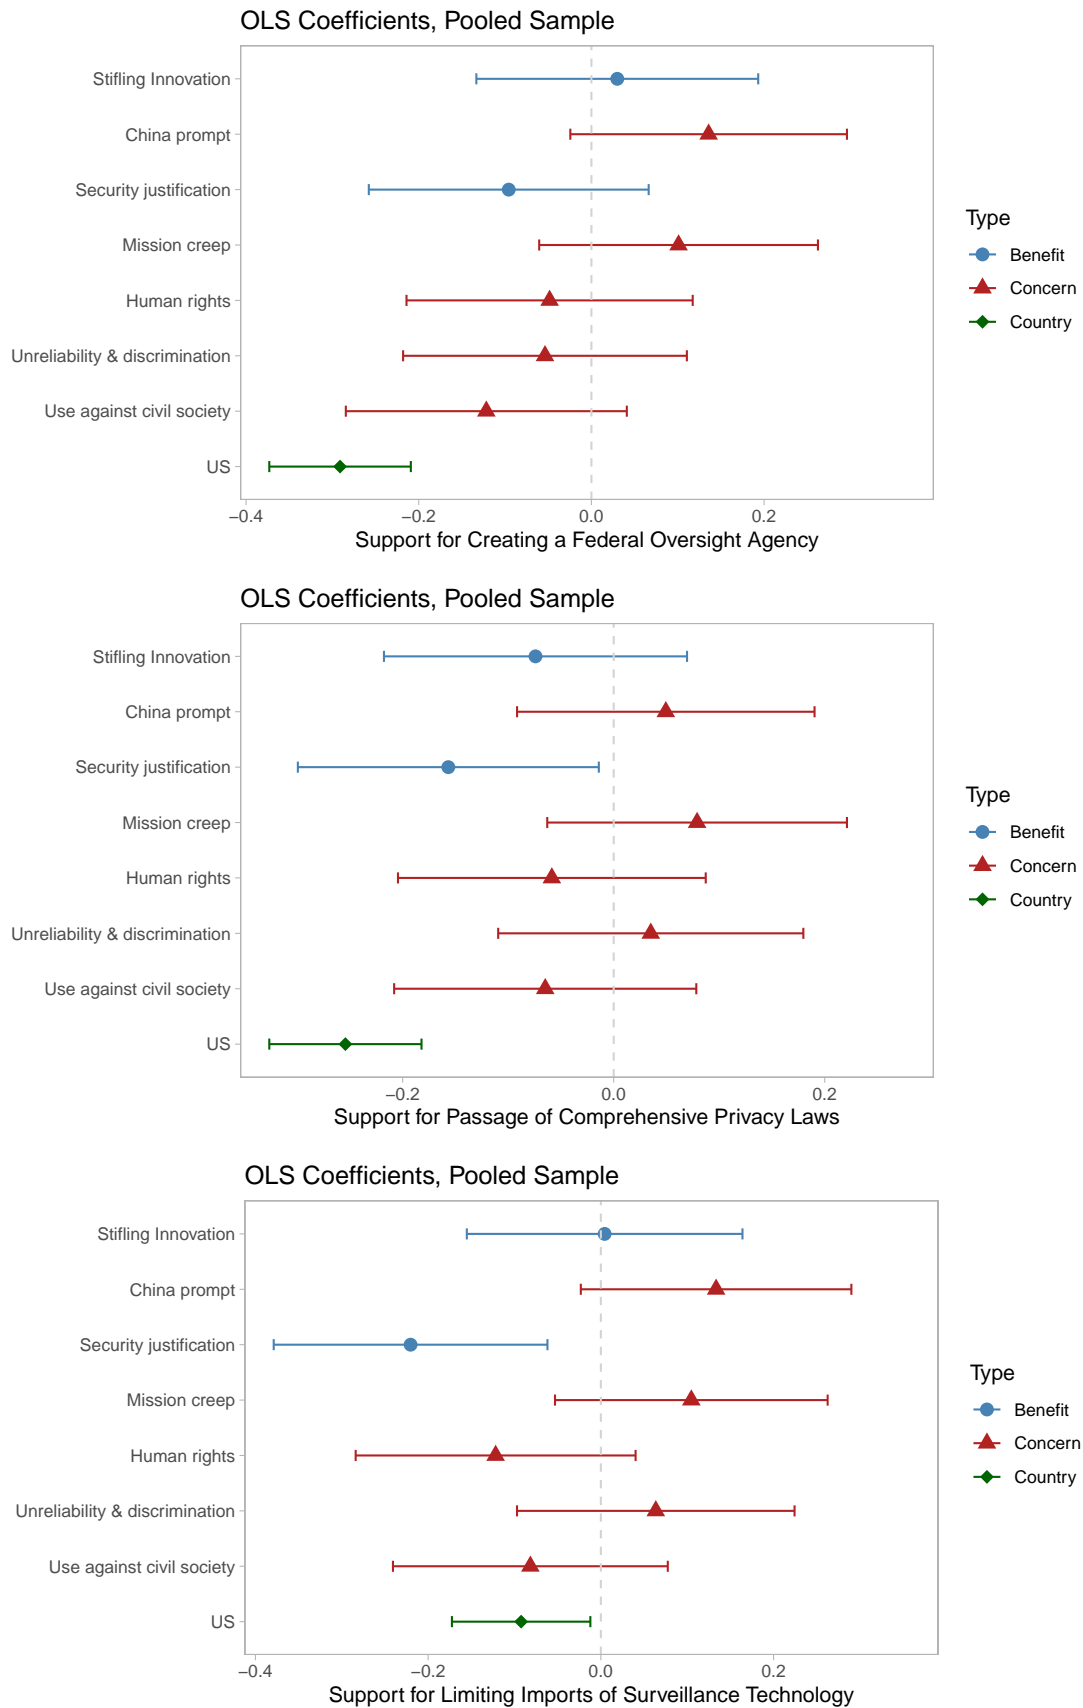 OLS Coefficients, Pooled Sample
Stifling Innovation
China prompt
Security justification
Mission creep
Human rights
Unreliability & discrimination
Use against civil society
US
−0.4
−0.2
0.0
0.2
Support for Creating a Federal Oversight Agency
Type
Benefit
Concern
Country
OLS Coefficients, Pooled Sample
Stifling Innovation
China prompt
Security justification
Mission creep
Human rights
Unreliability & discrimination
Use against civil society
US
−0.2
0.0
0.2
Support for Passage of Comprehensive Privacy Laws
Type
Benefit
Concern
Country
OLS Coefficients, Pooled Sample
Stifling Innovation
China prompt
Security justification
Mission creep
Human rights
Unreliability & discrimination
Use against civil society
US
−0.4
−0.2
0.0
0.2
Support for Limiting Imports of Surveillance Technology
Type
Benefit
Concern
Country